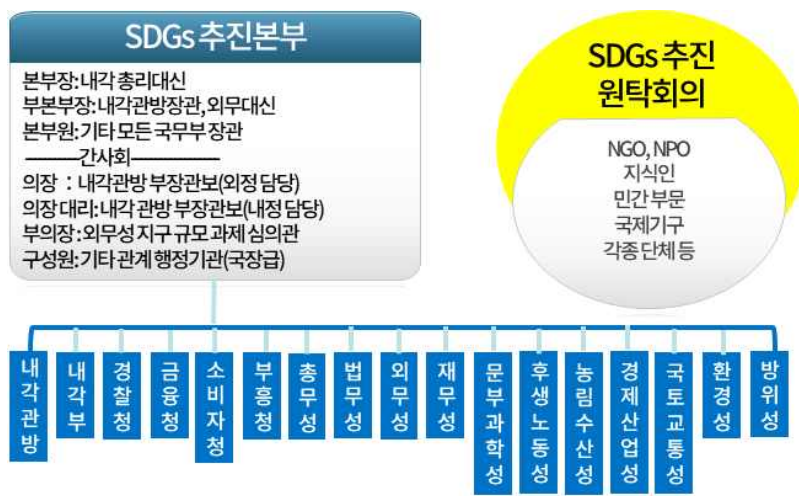 SDGs 추진본부
본부장:내각 총리대신
부본부장:내각관방장관,외무대신
본부원:기타 모든 국무부 장관
――――간사회――――
의장 : 내각관방 부장관보(외정 담당)
의장 대리:내각 관방 부장관보(내정 담당)
부의장:외무성 지구 규모 과제 심의관
구성원:기타 관계 행정기관(국장급)
SDGs 추진
원탁회의
NGO, NPO
지식인
민간 부문
국제기구
각종 단체 등
내각관방
내각부
경찰청
금융청
소비자청
부흥청
총무성
법무성
외무성
재무성
문부과학성
후생노동성
농림수산성
경제산업성
국토교통성
환경성
방위성